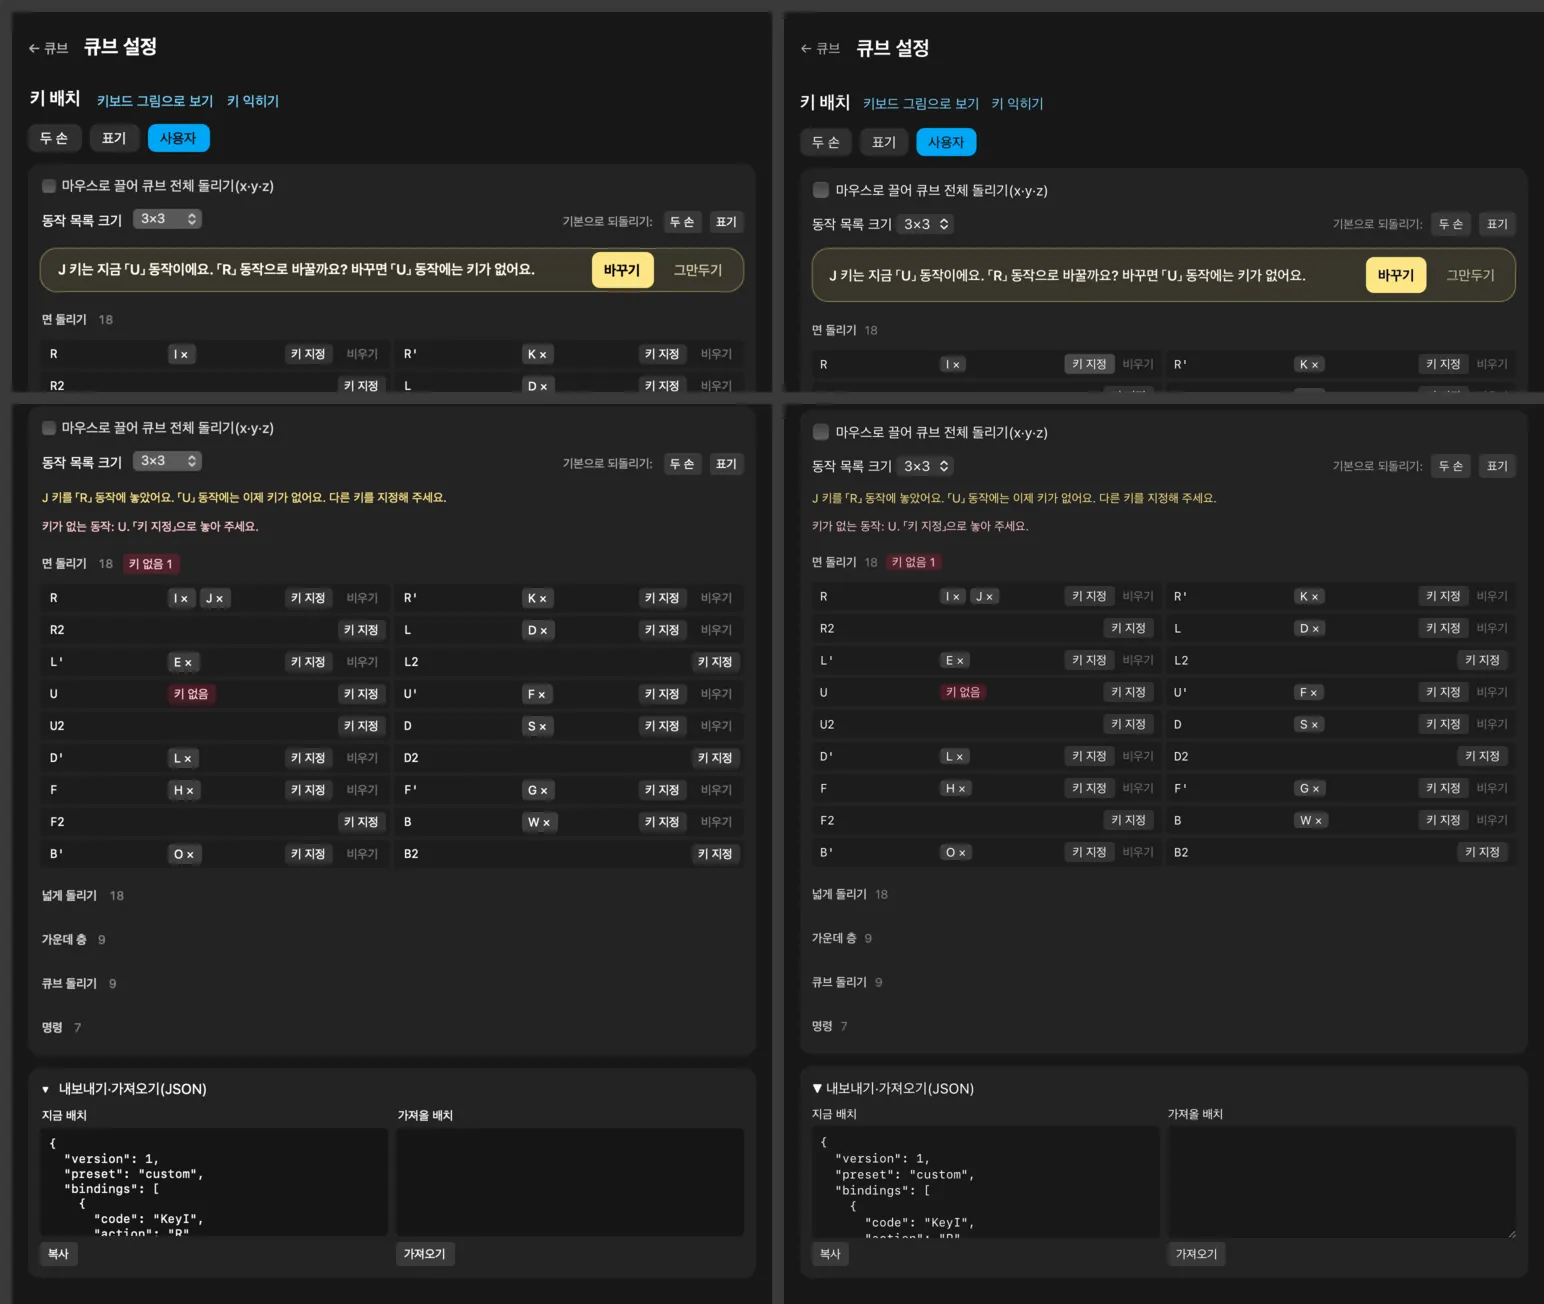 ← 큐브 큐브 설정
키 배치 키보드 그림으로 보기 키 익히기
두 손 표기 사용자
마우스로 끌어 큐브 전체 돌리기(x·y·z)
동작 목록 크기 3×3 기본으로 되돌리기: 두 손 표기
J 키는 지금 「U」 동작이에요. 「R」 동작으로 바꿀까요? 바꾸면 「U」 동작에는 키가 없어요. 바꾸기 그만두기
면 돌리기 18
R I × 키 지정 비우기 R' K × 키 지정 비우기
R2 키 지정 L D × 키 지정 비우기
← 큐브 큐브 설정
키 배치 키보드 그림으로 보기 키 익히기
두 손 표기 사용자
마우스로 끌어 큐브 전체 돌리기(x·y·z)
동작 목록 크기 3×3 기본으로 되돌리기: 두 손 표기
J 키는 지금 「U」 동작이에요. 「R」 동작으로 바꿀까요? 바꾸면 「U」 동작에는 키가 없어요. 바꾸기 그만두기
면 돌리기 18
R I × 키 지정 비우기 R' K × 키 지정 비우기
마우스로 끌어 큐브 전체 돌리기(x·y·z)
동작 목록 크기 3×3 기본으로 되돌리기: 두 손 표기
J 키를 「R」 동작에 놓았어요. 「U」 동작에는 이제 키가 없어요. 다른 키를 지정해 주세요.
키가 없는 동작: U. 「키 지정」으로 놓아 주세요.
면 돌리기 18 키 없음 1
R I × J × 키 지정 비우기 R' K × 키 지정 비우기
R2 키 지정 L D × 키 지정 비우기
L' E × 키 지정 비우기 L2 키 지정
U 키 없음 키 지정 U' F × 키 지정 비우기
U2 키 지정 D S × 키 지정 비우기
D' L × 키 지정 비우기 D2 키 지정
F H × 키 지정 비우기 F' G × 키 지정 비우기
F2 키 지정 B W × 키 지정 비우기
B' O × 키 지정 비우기 B2 키 지정
넓게 돌리기 18
가운데 층 9
큐브 돌리기 9
명령 7
▼ 내보내기·가져오기(JSON)
지금 배치 가져올 배치
{
"version": 1,
"preset": "custom",
"bindings": [
{
"code": "KeyI",
"action": "R"
복사 가져오기
마우스로 끌어 큐브 전체 돌리기(x·y·z)
동작 목록 크기 3×3 기본으로 되돌리기: 두 손 표기
J 키를 「R」 동작에 놓았어요. 「U」 동작에는 이제 키가 없어요. 다른 키를 지정해 주세요.
키가 없는 동작: U. 「키 지정」으로 놓아 주세요.
면 돌리기 18 키 없음 1
R I × J × 키 지정 비우기 R' K × 키 지정 비우기
R2 키 지정 L D × 키 지정 비우기
L' E × 키 지정 비우기 L2 키 지정
U 키 없음 키 지정 U' F × 키 지정 비우기
U2 키 지정 D S × 키 지정 비우기
D' L × 키 지정 비우기 D2 키 지정
F H × 키 지정 비우기 F' G × 키 지정 비우기
F2 키 지정 B W × 키 지정 비우기
B' O × 키 지정 비우기 B2 키 지정
넓게 돌리기 18
가운데 층 9
큐브 돌리기 9
명령 7
▼ 내보내기·가져오기(JSON)
지금 배치 가져올 배치
{
"version": 1,
"preset": "custom",
"bindings": [
{
"code": "KeyI",
"action": "R"
복사 가져오기